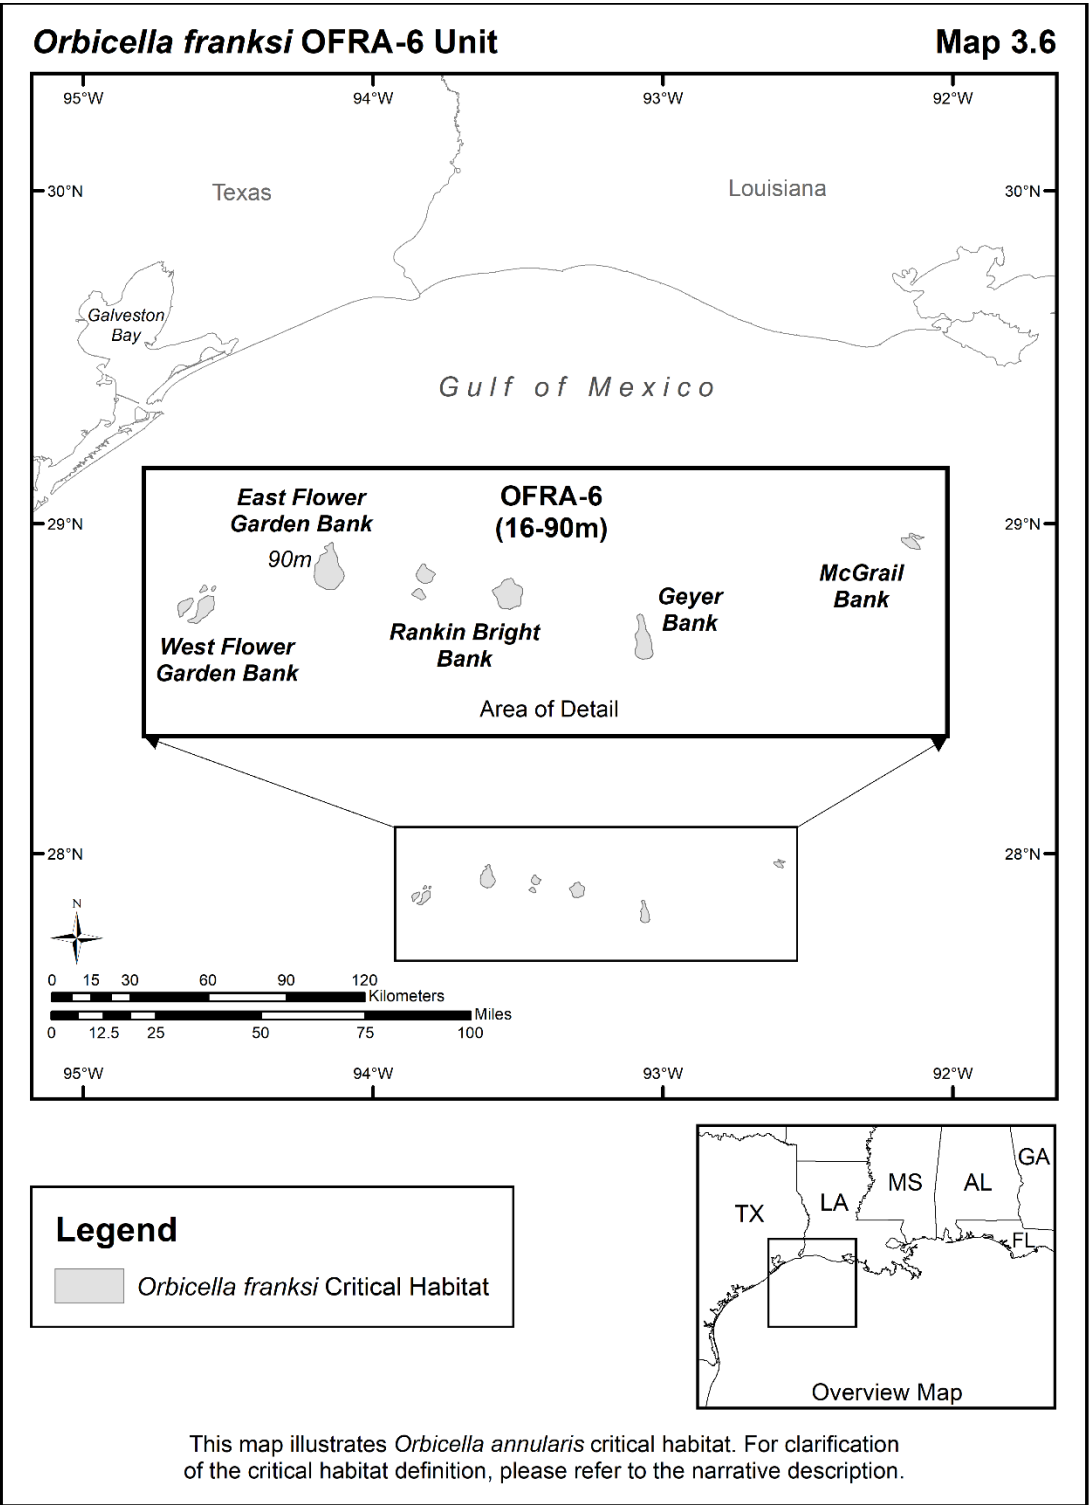 Orbicella franksi OFRA-6 Unit
Map 3.6
95°W
94°W
93°W
92°W
30°N
Texas
Louisiana
30°N
Galveston
Bay
Gulf of Mexico
29°N
29°N
East Flower
Garden Bank
90m
OFRA-6
(16-90m)
McGrail
Bank
Geyer
Bank
Rankin Bright
Bank
West Flower
Garden Bank
Area of Detail
28°N
28°N
N
0 15 30 60 90 120
Kilometers
Miles
0 12.5 25 50 75 100
95°W
94°W
93°W
92°W
Legend
Orbicella franksi Critical Habitat
TX
LA
MS
AL
GA
FL
Overview Map
This map illustrates Orbicella annularis critical habitat. For clarification
of the critical habitat definition, please refer to the narrative description.